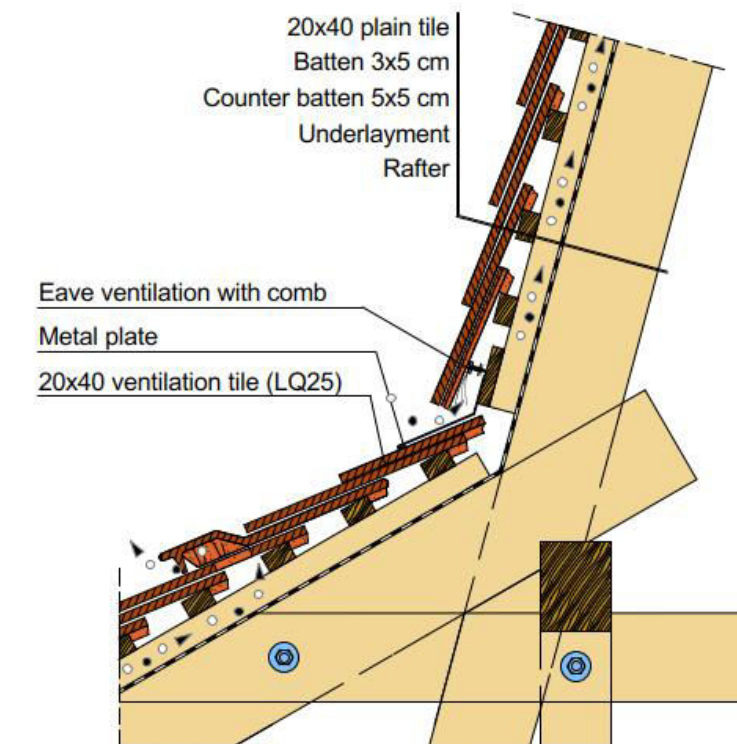 20x40 plain tile
Batten 3x5 cm
Counter batten 5x5 cm
Underlayment
Rafter
Eave ventilation with comb
Metal plate
20x40 ventilation tile (LQ25)